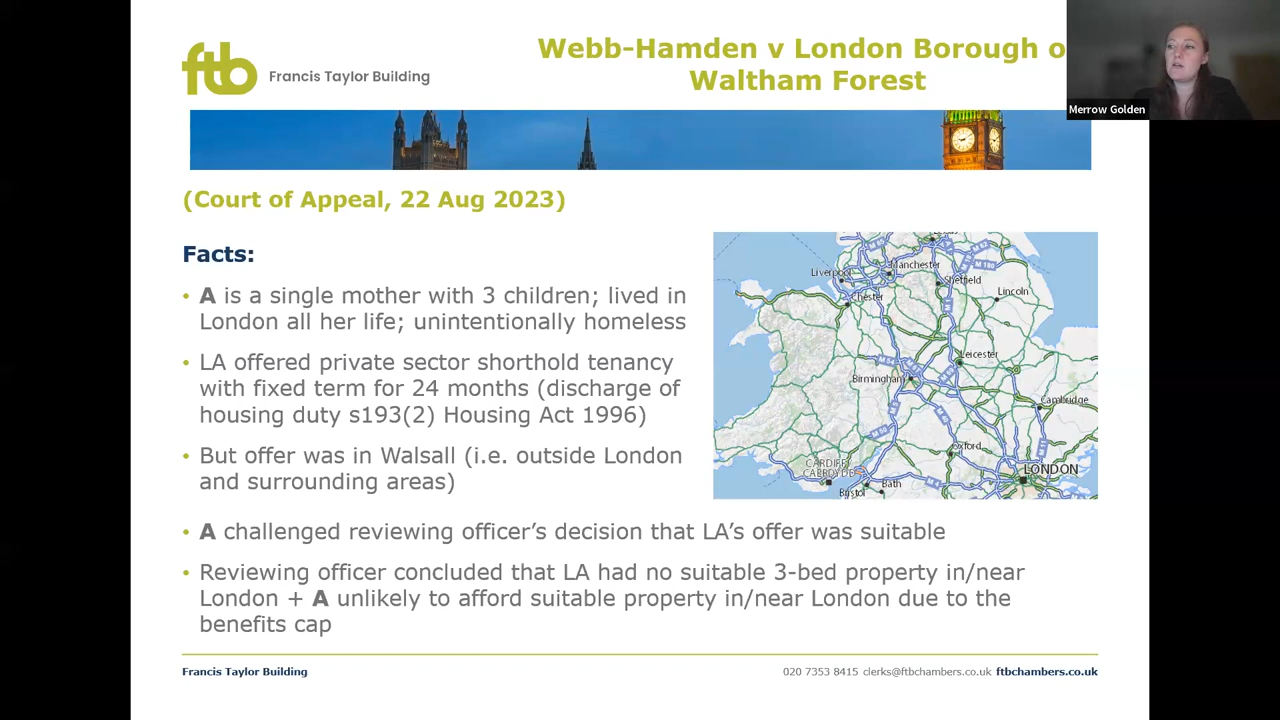 ftb Francis Taylor Building
Webb-Hamden v London Borough o
Waltham Forest
Merrow Golden
(Court of Appeal, 22 Aug 2023)
Facts:
• A is a single mother with 3 children; lived in
London all her life; unintentionally homeless
• LA offered private sector shorthold tenancy
with fixed term for 24 months (discharge of
housing duty s193(2) Housing Act 1996)
• But offer was in Walsall (i.e. outside London
and surrounding areas)
• A challenged reviewing officer's decision that LA's offer was suitable
• Reviewing officer concluded that LA had no suitable 3-bed property in/near
London + A unlikely to afford suitable property in/near London due to the
benefits cap
Manchester
M 180
Liverpool
Sheffield
Lincoln
Chester
Leicester
Birmingham
Cambridge
Oxford
CARDIFF
CAERDYDD
LONDON
Bath
Bristol
Francis Taylor Building
020 7353 8415 clerks@ftbchambers.co.uk ftbchambers.co.uk